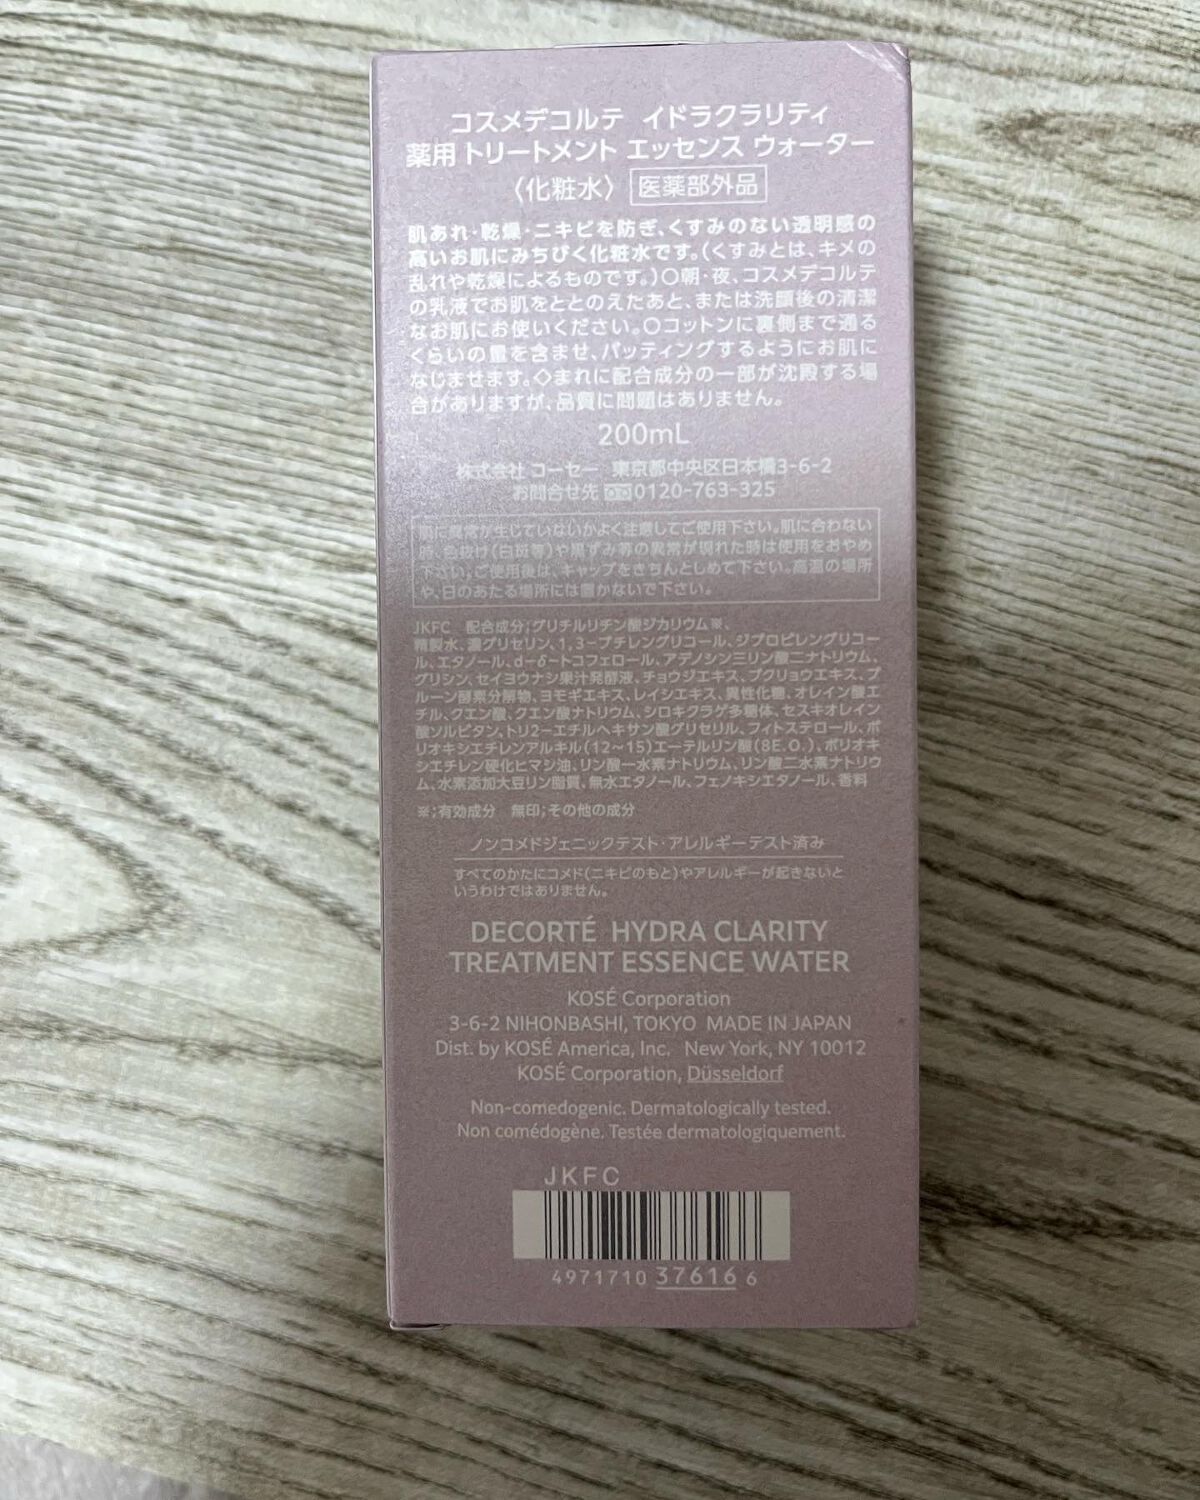 コスメデコルテ イドラクラリティ
薬用 トリートメント エッセンス ウォーター
〈化粧水〉 医薬部外品
肌あれ・乾燥・ニキビを防ぎ、くすみのない透明感の
高いお肌にみちびく化粧水です。(くすみとは、キメの
乱れや乾燥によるものです。)○朝・夜、コスメデコルテ
の乳液でお肌をととのえたあと、または洗顔後の清潔
なお肌にお使いください。○コットンに裏側まで通る
くらいの量を含ませ、パッティングするようにお肌に
なじませます。◇まれに配合成分の一部が沈殿する場
合がありますが、品質に問題はありません。
200mL
株式会社 コーセー 東京都中央区日本橋3-6-2
お問合せ先 0120-763-325
肌に異常が生じていないかよく注意してご使用下さい。肌に合わない
時、色抜け(白斑等)や黒ずみ等の異常が現れた時は使用をおやめ
下さい。ご使用後は、キャップをきちんとしめて下さい。高温の場所
や、日のあたる場所には置かないで下さい。
JKFC 配合成分;グリチルリチン酸ジカリウム※、
精製水、濃グリセリン、1,3-ブチレングリコール、ジプロピレングリコー
ル、エタノール、d-δ-トコフェロール、アデノシン三リン酸二ナトリウム、
グリシン、セイヨウナシ果汁発酵液、チョウジエキス、ブクリョウエキス、プ
ルーン酵素分解物、ヨモギエキス、レイシエキス、異性化糖、オレイン酸エ
チル、クエン酸、クエン酸ナトリウム、シロキクラゲ多糖体、セスキオレイン
酸ソルビタン、トリ2-エチルヘキサン酸グリセリル、フィトステロール、ポ
リオキシエチレンアルキル(12~15)エーテルリン酸(8E.O.)、ポリオキ
シエチレン硬化ヒマシ油、リン酸一水素ナトリウム、リン酸二水素ナトリウ
ム、水素添加大豆リン脂質、無水エタノール、フェノキシエタノール、香料
※;有効成分 無印;その他の成分
ノンコメドジェニックテスト・アレルギーテスト済み
すべてのかたにコメド(ニキビのもと)やアレルギーが起きないと
いうわけではありません。
DECORTÉ HYDRA CLARITY
TREATMENT ESSENCE WATER
KOSÉ Corporation
3-6-2 NIHONBASHI, TOKYO MADE IN JAPAN
Dist. by KOSÉ America, Inc. New York, NY 10012
KOSÉ Corporation, Düsseldorf
Non-comedogenic. Dermatologically tested.
Non comédogène. Testée dermatologiquement.
JKFC
4971710 37616 6